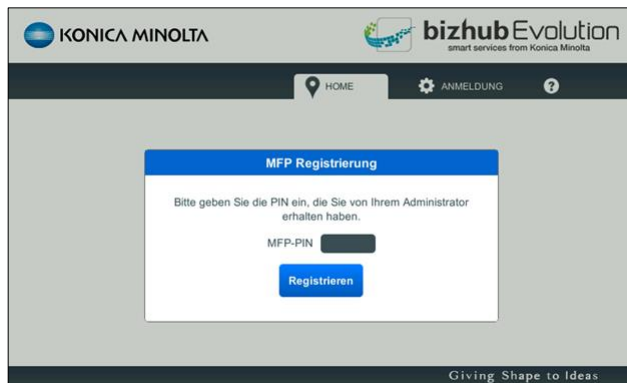 KONICA MINOLTA
bizhub Evolution
smart services from Konica Minolta
HOME
ANMELDUNG
?
MFP Registrierung
Bitte geben Sie die PIN ein, die Sie von Ihrem Administrator
erhalten haben.
MFP-PIN
Registrieren
Giving Shape to Ideas